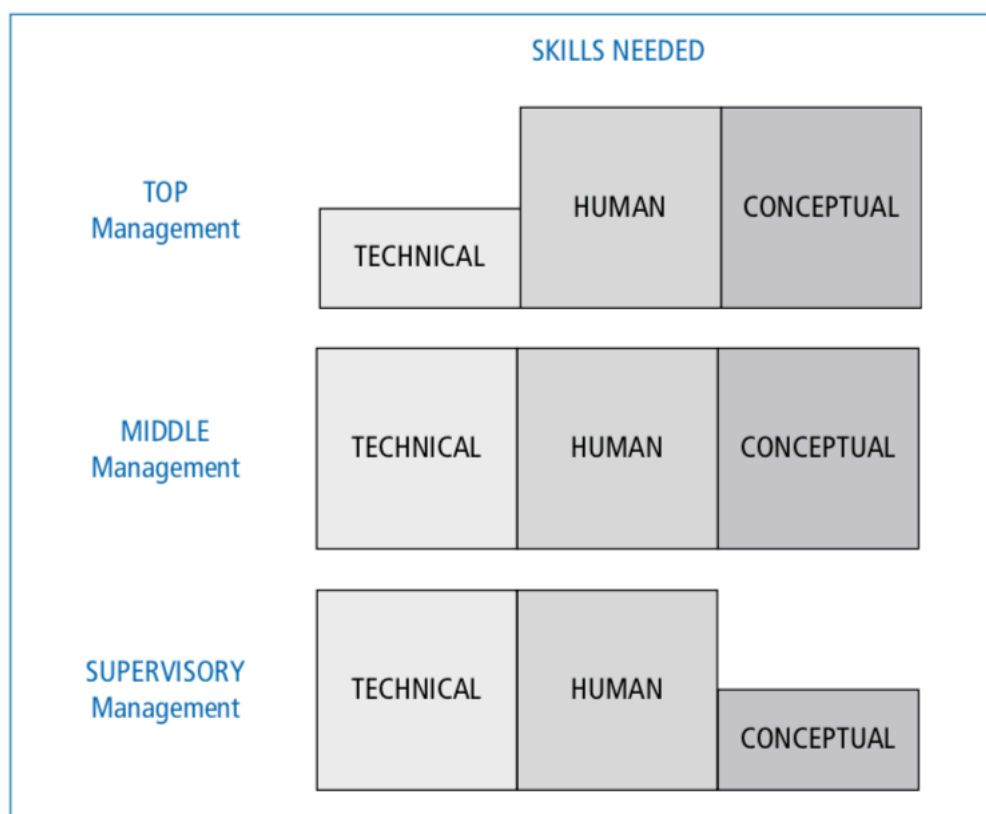 SKILLS NEEDED
TOP
Management
TECHNICAL
HUMAN
CONCEPTUAL
MIDDLE
Management
TECHNICAL
HUMAN
CONCEPTUAL
SUPERVISORY
Management
TECHNICAL
HUMAN
CONCEPTUAL